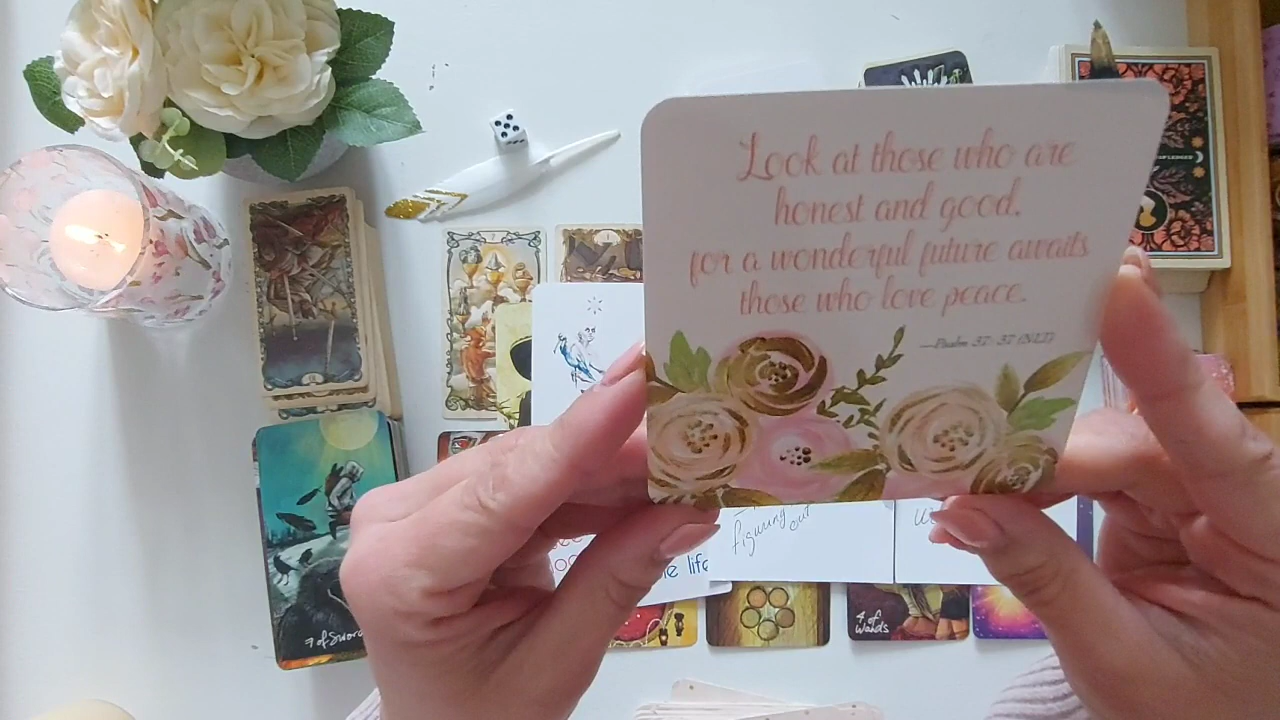 Look at those who are
honest and good,
for a wonderful future awaits
those who love peace.
—Psalm 37: 37 (NLT)
figuring out
life
7 of Sword
4 of
Wands